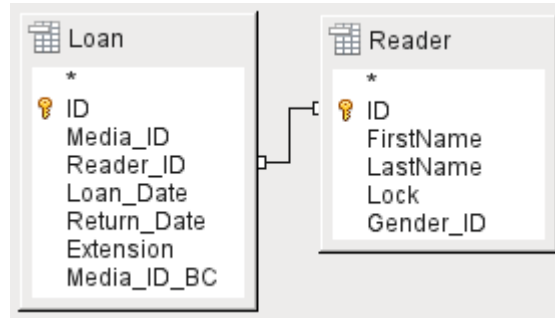 Loan
*
ID
Media_ID
Reader_ID
Loan_Date
Return_Date
Extension
Media_ID_BC
Reader
*
ID
FirstName
LastName
Lock
Gender_ID